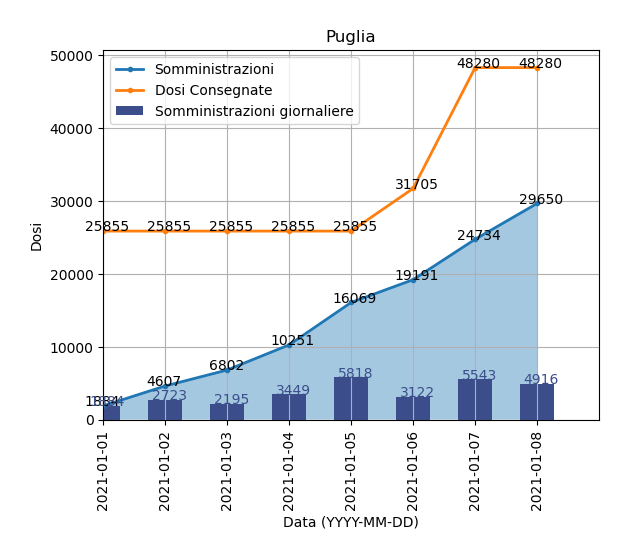 Puglia
Somministrazioni
Dosi Consegnate
Somministrazioni giornaliere
50000
40000
30000
20000
10000
0
Dosi
25855 25855 25855 25855 25855 31705 48280 48280
1884 4607 6802 10251 16069 19191 24734 29650
1884 2723 2195 3449 5818 3122 5543 4916
2021-01-01 2021-01-02 2021-01-03 2021-01-04 2021-01-05 2021-01-06 2021-01-07 2021-01-08
Data (YYYY-MM-DD)